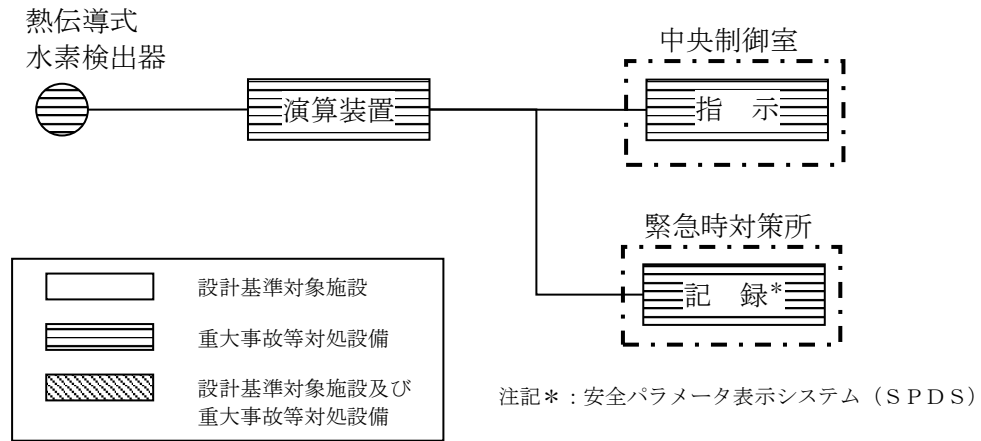 熱伝導式
水素検出器
演算装置
中央制御室
指　示
緊急時対策所
記　録*
設計基準対象施設
重大事故等対処設備
設計基準対象施設及び
重大事故等対処設備
注記＊：安全パラメータ表示システム（ＳＰＤＳ）